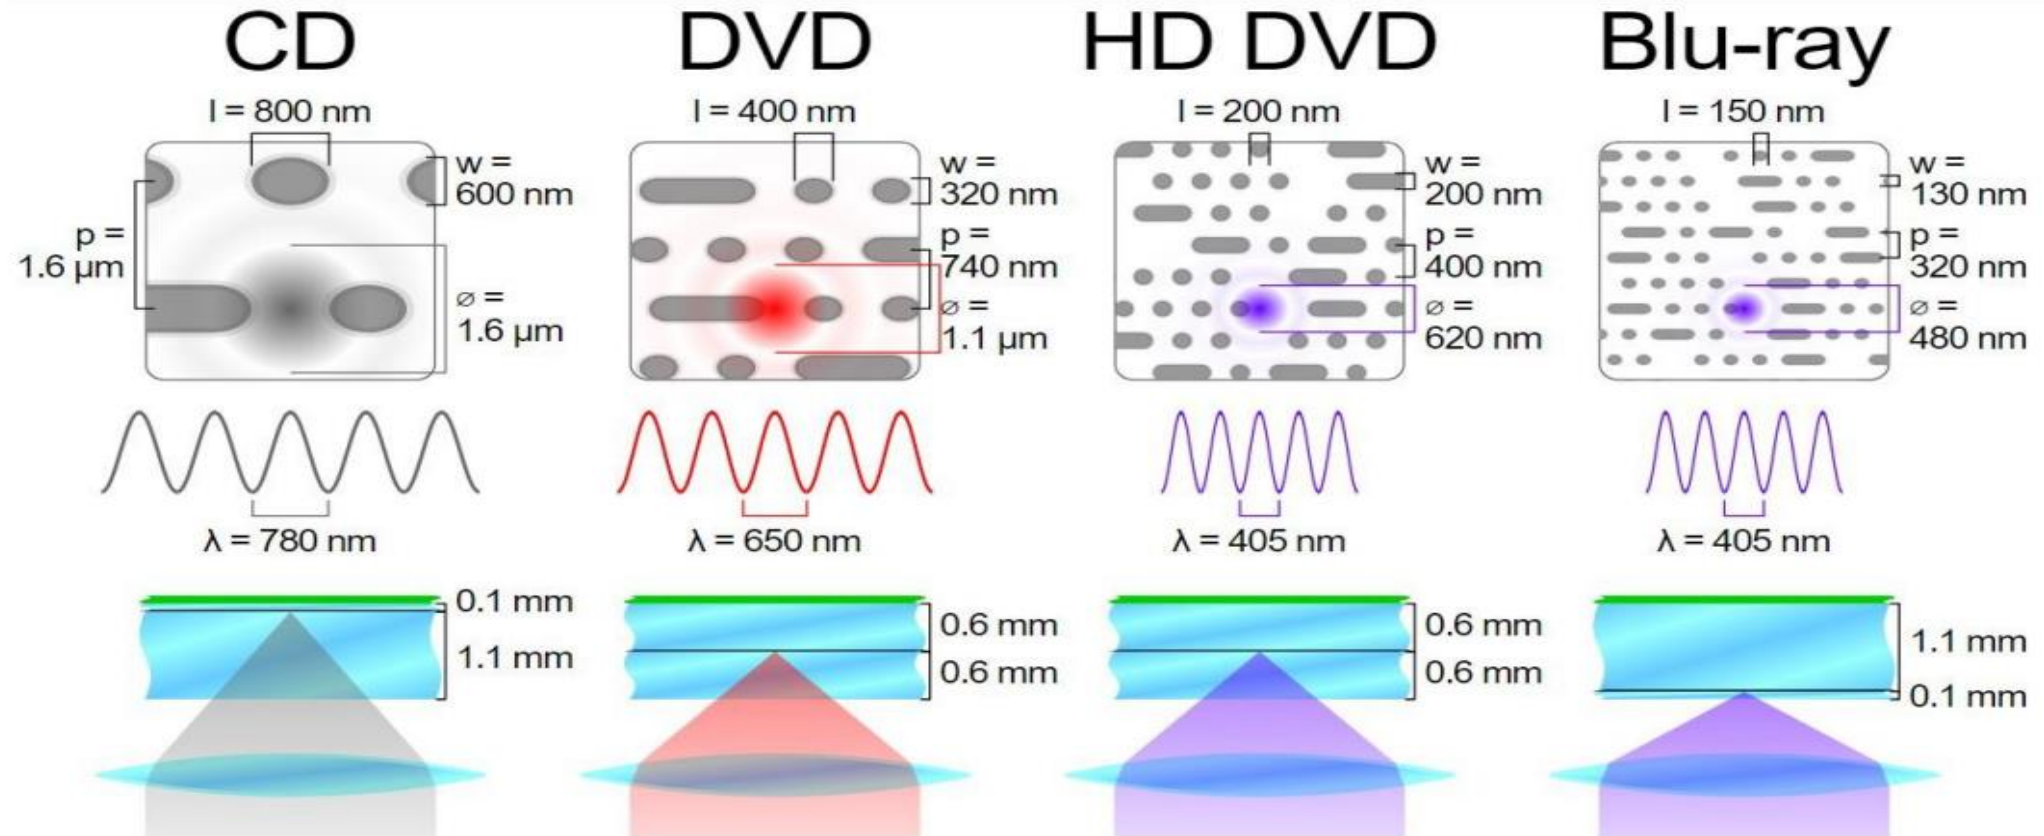 CD
l = 800 nm
w =
600 nm
p =
1.6 µm
⌀ =
1.6 µm
λ = 780 nm
0.1 mm
1.1 mm
DVD
l = 400 nm
w =
320 nm
p =
740 nm
⌀ =
1.1 µm
λ = 650 nm
0.6 mm
0.6 mm
HD DVD
l = 200 nm
w =
200 nm
p =
400 nm
⌀ =
620 nm
λ = 405 nm
0.6 mm
0.6 mm
Blu-ray
l = 150 nm
w =
130 nm
p =
320 nm
⌀ =
480 nm
λ = 405 nm
1.1 mm
0.1 mm